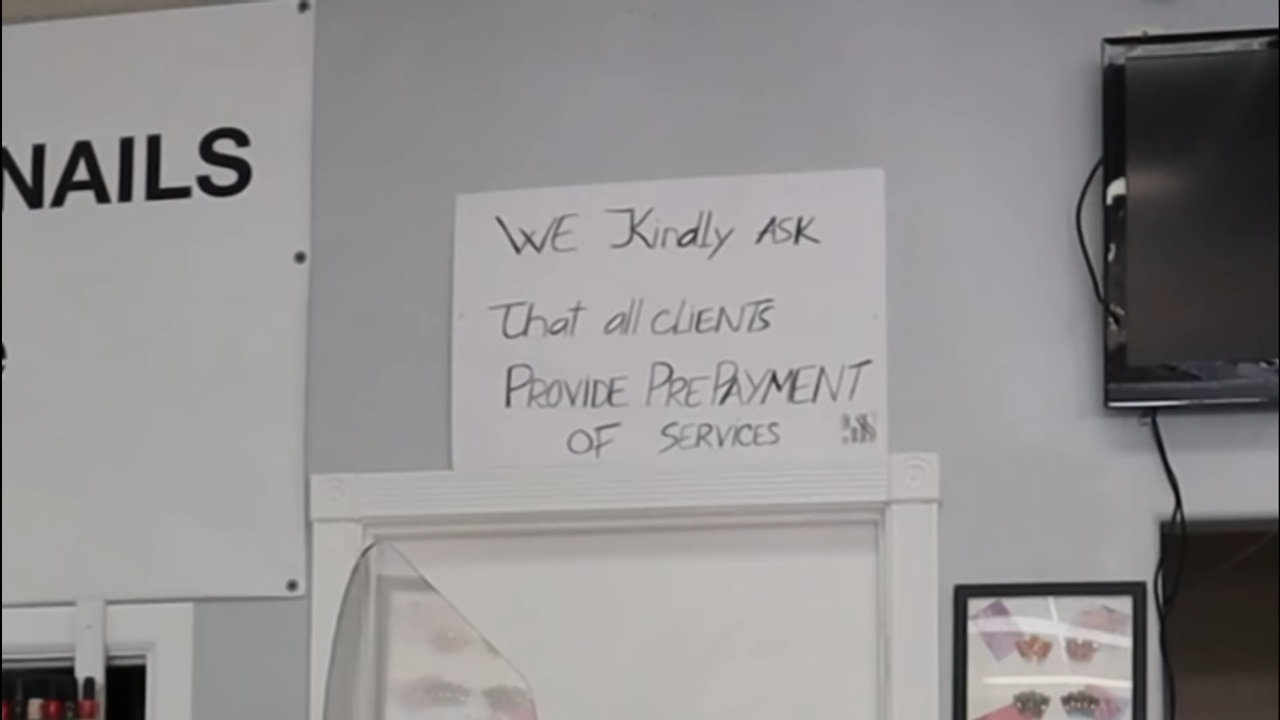 NAILS
WE Kindly ASK
That all CLIENTS
PROVIDE PREPAYMENT
OF SERVICES